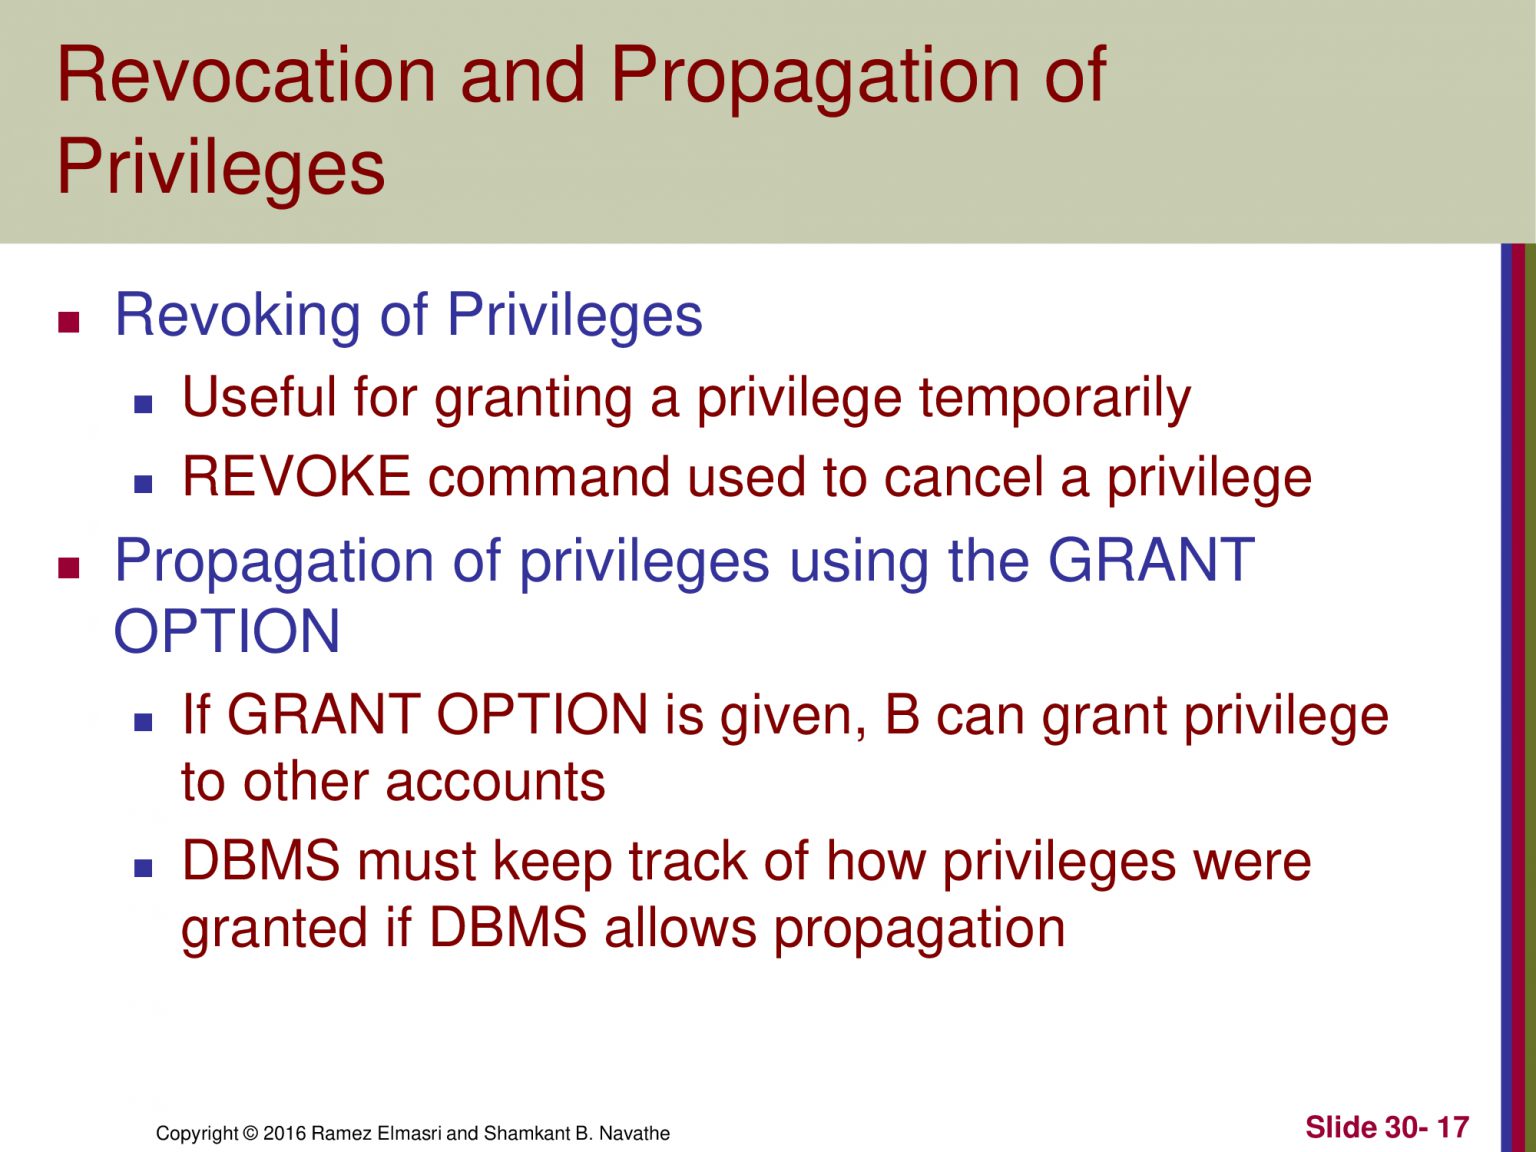 Revocation and Propagation of
Privileges
Revoking of Privileges
Useful for granting a privilege temporarily
REVOKE command used to cancel a privilege
Propagation of privileges using the GRANT
OPTION
If GRANT OPTION is given, B can grant privilege
to other accounts
DBMS must keep track of how privileges were
granted if DBMS allows propagation
Copyright © 2016 Ramez Elmasri and Shamkant B. Navathe
Slide 30- 17